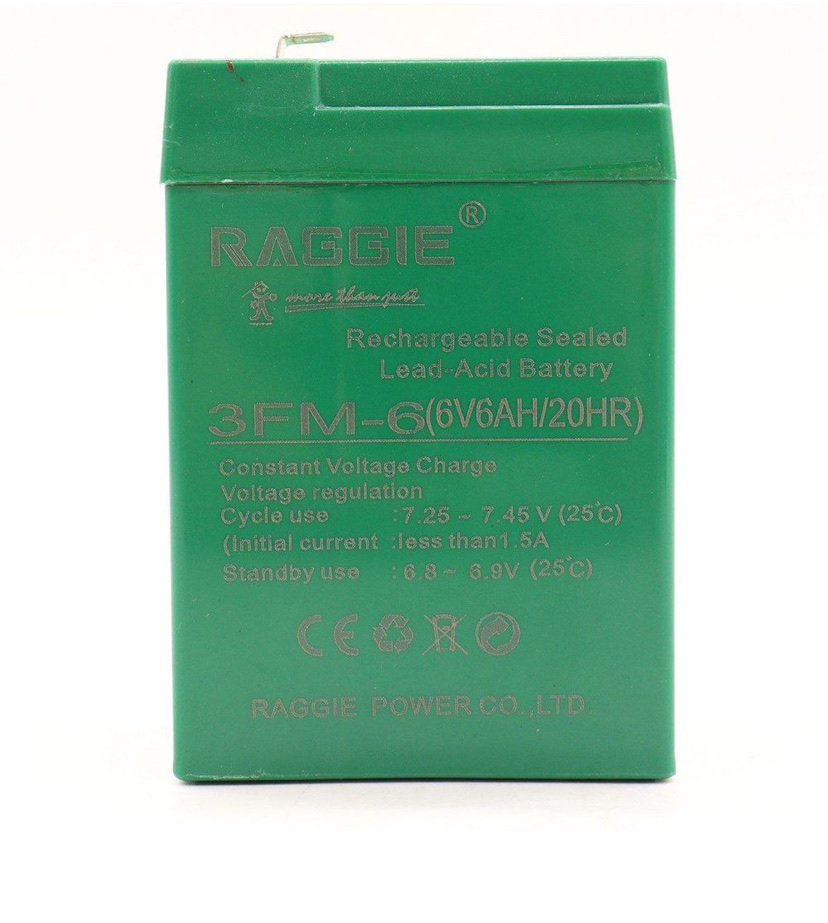 RAGGIE®
more than just
Rechargeable Sealed
Lead-Acid Battery
3FM-6(6V6AH/20HR)
Constant Voltage Charge
Voltage regulation
Cycle use :7.25 ~ 7.45 V (25°C)
(Initial current :less than1.5A
Standby use :6.8 ~ 6.9V (25°C)
CE
RAGGIE POWER CO.,LTD.